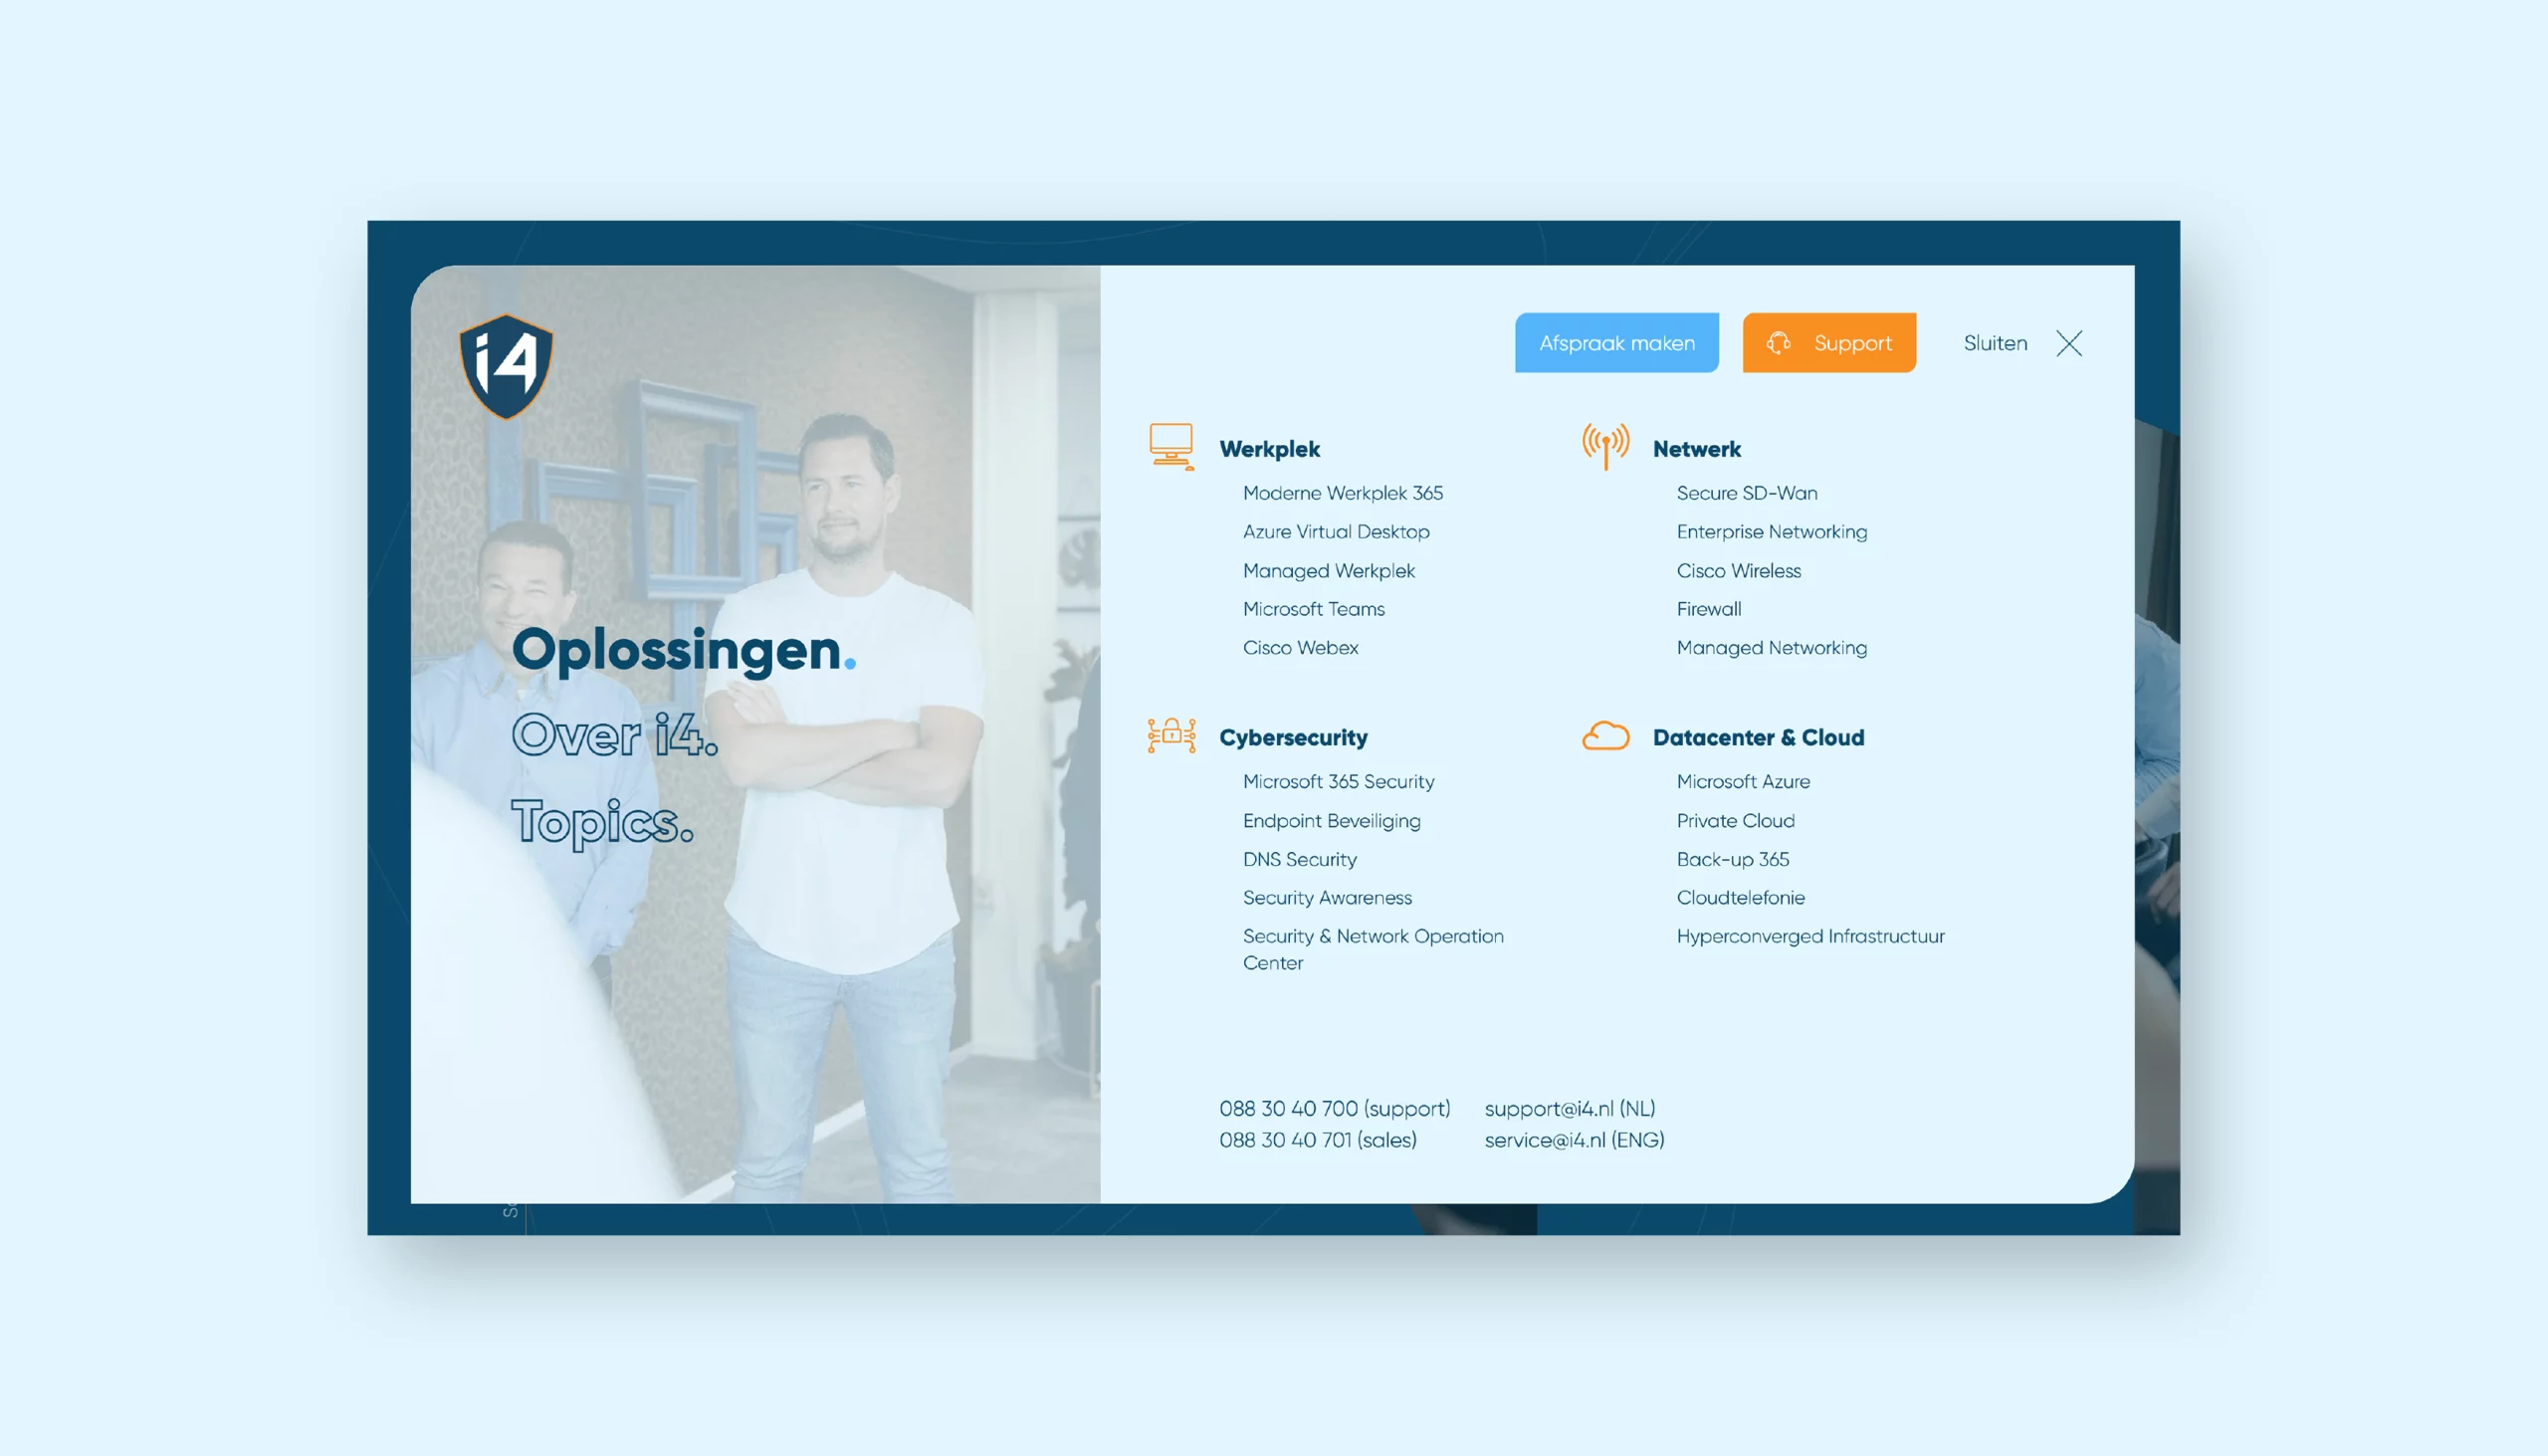 i4
Afspraak maken
Support
Sluiten
Oplossingen.
Over i4.
Topics.
Werkplek
Moderne Werkplek 365
Azure Virtual Desktop
Managed Werkplek
Microsoft Teams
Cisco Webex
Netwerk
Secure SD-Wan
Enterprise Networking
Cisco Wireless
Firewall
Managed Networking
Cybersecurity
Microsoft 365 Security
Endpoint Beveiliging
DNS Security
Security Awareness
Security & Network Operation
Center
Datacenter & Cloud
Microsoft Azure
Private Cloud
Back-up 365
Cloudtelefonie
Hyperconverged Infrastructuur
088 30 40 700 (support)
088 30 40 701 (sales)
support@i4.nl (NL)
service@i4.nl (ENG)